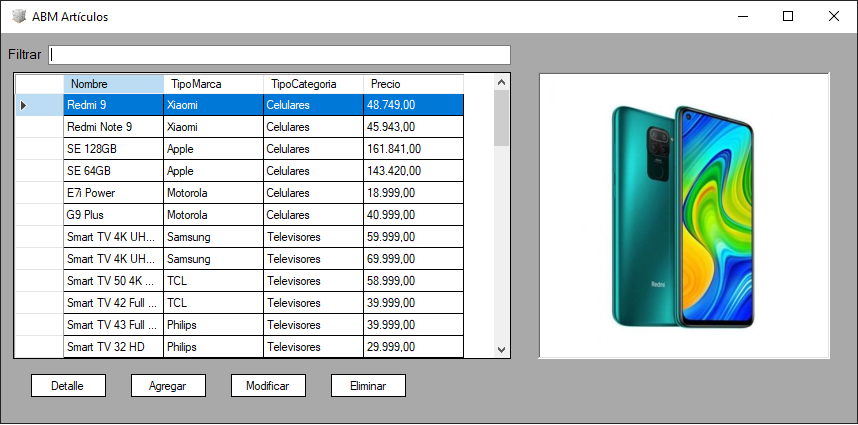 ABM Artículos
Filtrar
Nombre TipoMarca TipoCategoria Precio
Redmi 9 Xiaomi Celulares 48.749,00
Redmi Note 9 Xiaomi Celulares 45.943,00
SE 128GB Apple Celulares 161.841,00
SE 64GB Apple Celulares 143.420,00
E7i Power Motorola Celulares 18.999,00
G9 Plus Motorola Celulares 40.999,00
Smart TV 4K UH... Samsung Televisores 59.999,00
Smart TV 4K UH... Samsung Televisores 69.999,00
Smart TV 50 4K ... TCL Televisores 58.999,00
Smart TV 42 Full ... TCL Televisores 39.999,00
Smart TV 43 Full ... Philips Televisores 39.999,00
Smart TV 32 HD Philips Televisores 29.999,00
Redmi
Detalle Agregar Modificar Eliminar